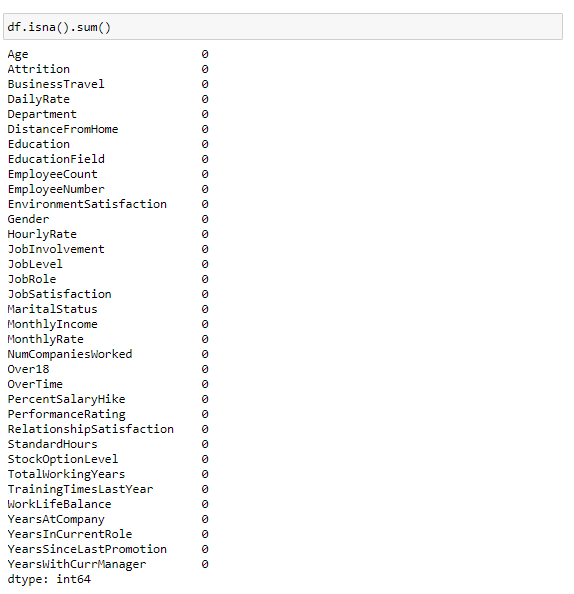 df.isna().sum()
Age 0
Attrition 0
BusinessTravel 0
DailyRate 0
Department 0
DistanceFromHome 0
Education 0
EducationField 0
EmployeeCount 0
EmployeeNumber 0
EnvironmentSatisfaction 0
Gender 0
HourlyRate 0
JobInvolvement 0
JobLevel 0
JobRole 0
JobSatisfaction 0
MaritalStatus 0
MonthlyIncome 0
MonthlyRate 0
NumCompaniesWorked 0
Over18 0
OverTime 0
PercentSalaryHike 0
PerformanceRating 0
RelationshipSatisfaction 0
StandardHours 0
StockOptionLevel 0
TotalWorkingYears 0
TrainingTimesLastYear 0
WorkLifeBalance 0
YearsAtCompany 0
YearsInCurrentRole 0
YearsSinceLastPromotion 0
YearsWithCurrManager 0
dtype: int64